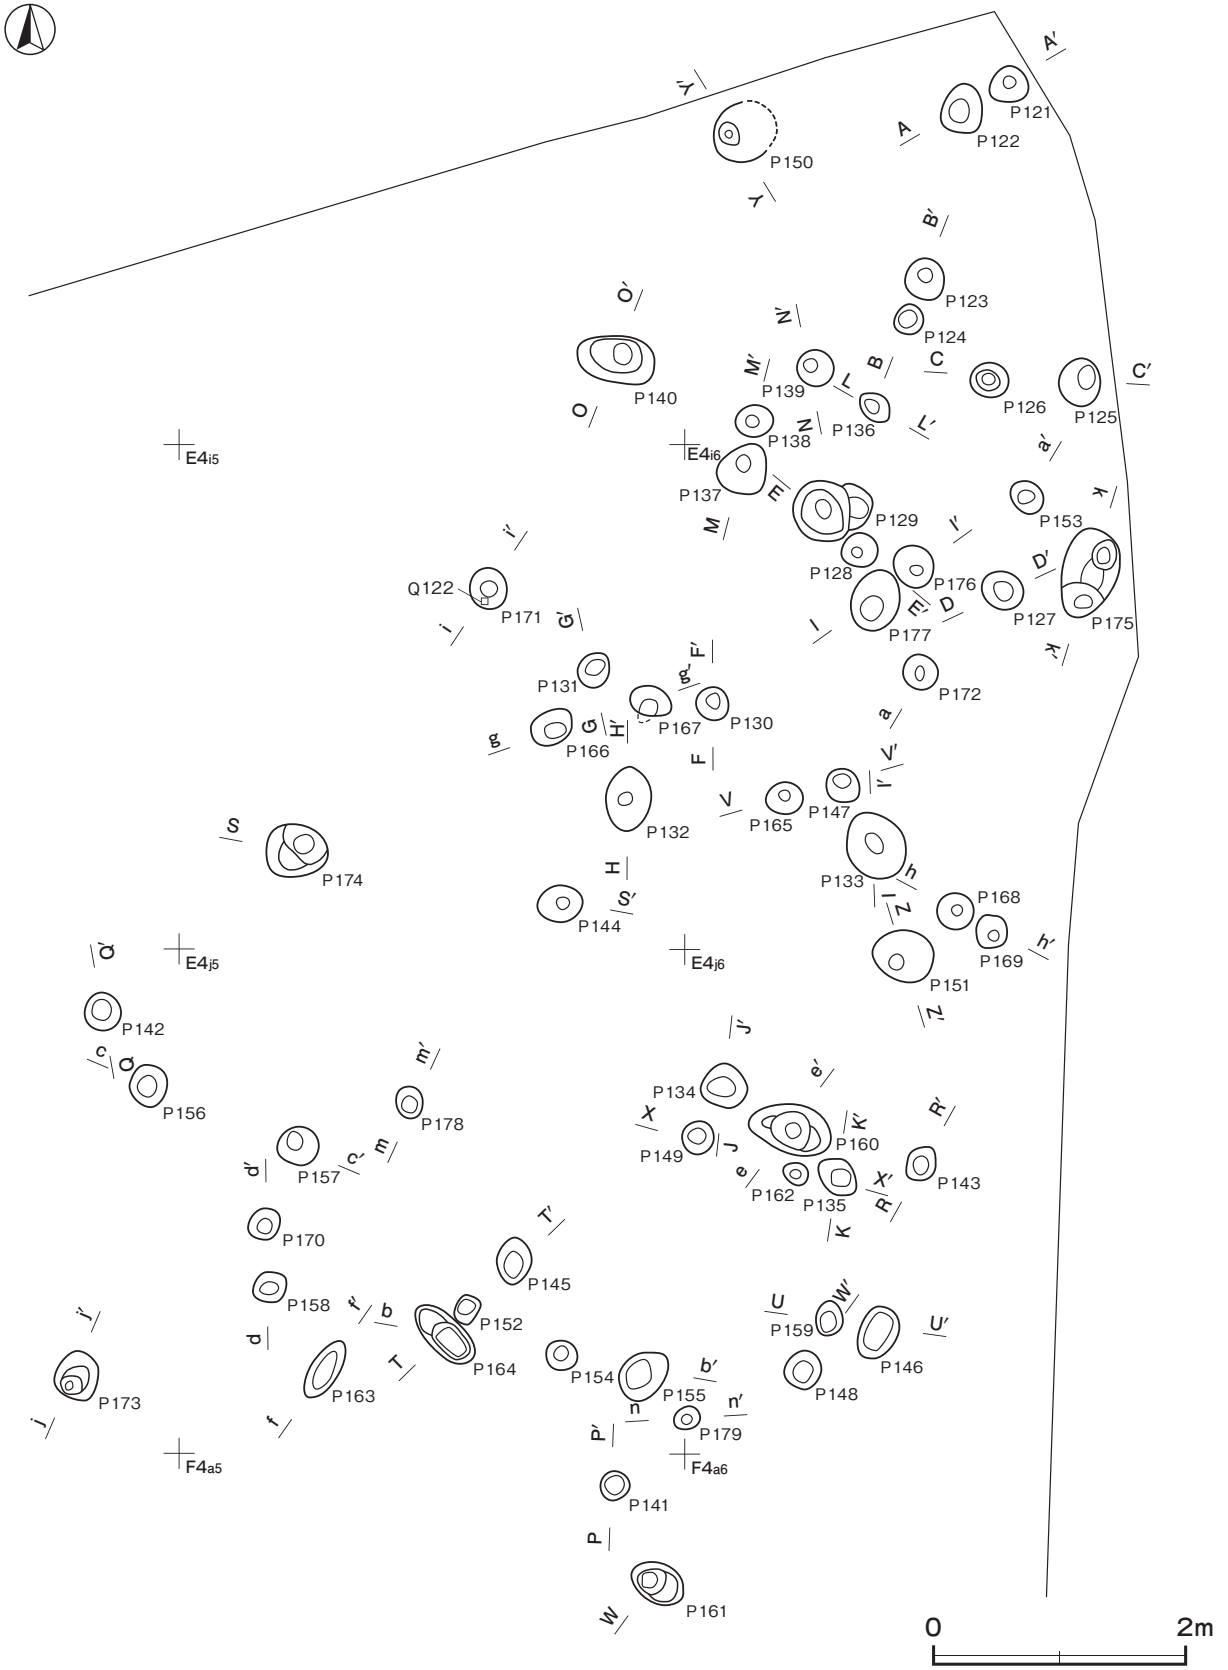 A′
P121
Y′
A
P122
P150
Y
B′
P123
O′
N′
P124
M′
B
C
C′
P139
L
P140
P126
P125
O
N
P136
L′
P138
a′
E4i5
E4i6
P137
E
k
M
P129
P153
I′
i′
P128
D′
P176
Q122
P171
E′
D
P127
P175
i
G′
I
P177
k′
F′
P131
g′
P172
G
H′
P167
P130
a
g
P166
F
V′
V
I′
P165
P147
P132
S
P174
H
P133
h
S′
I
P168
Z
P144
h′
Q′
P169
E4j5
E4j6
P151
Z′
P142
J′
c
Q
m′
e′
P134
P156
X
R′
P178
K′
P160
m
P149
J
d′
P157
c′
e
P162
P135
X′
P143
R
T′
K
P170
P145
W′
f′
b
U
P158
j′
P152
P159
U′
d
T
P164
P154
b′
P146
P163
P155
P148
P173
n
n′
j
f
P′
P179
F4a5
F4a6
P141
P
W
P161
0
2m